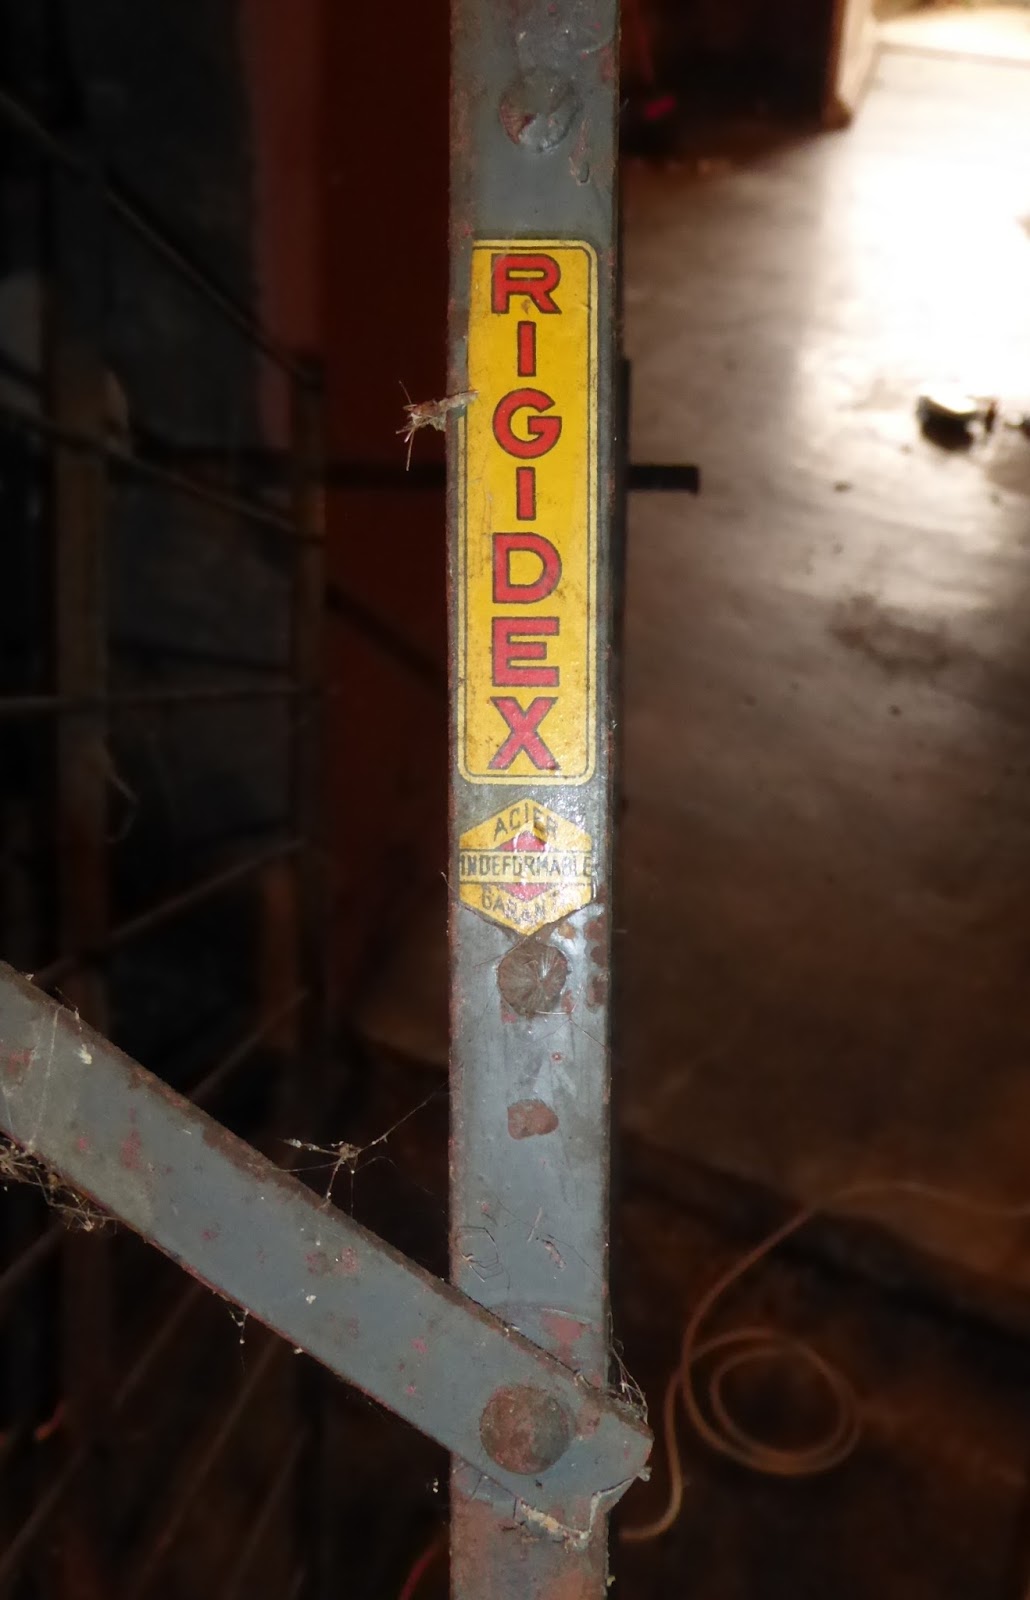 RIGIDEX
ACIER
INDEFORMABLE
GARANTI